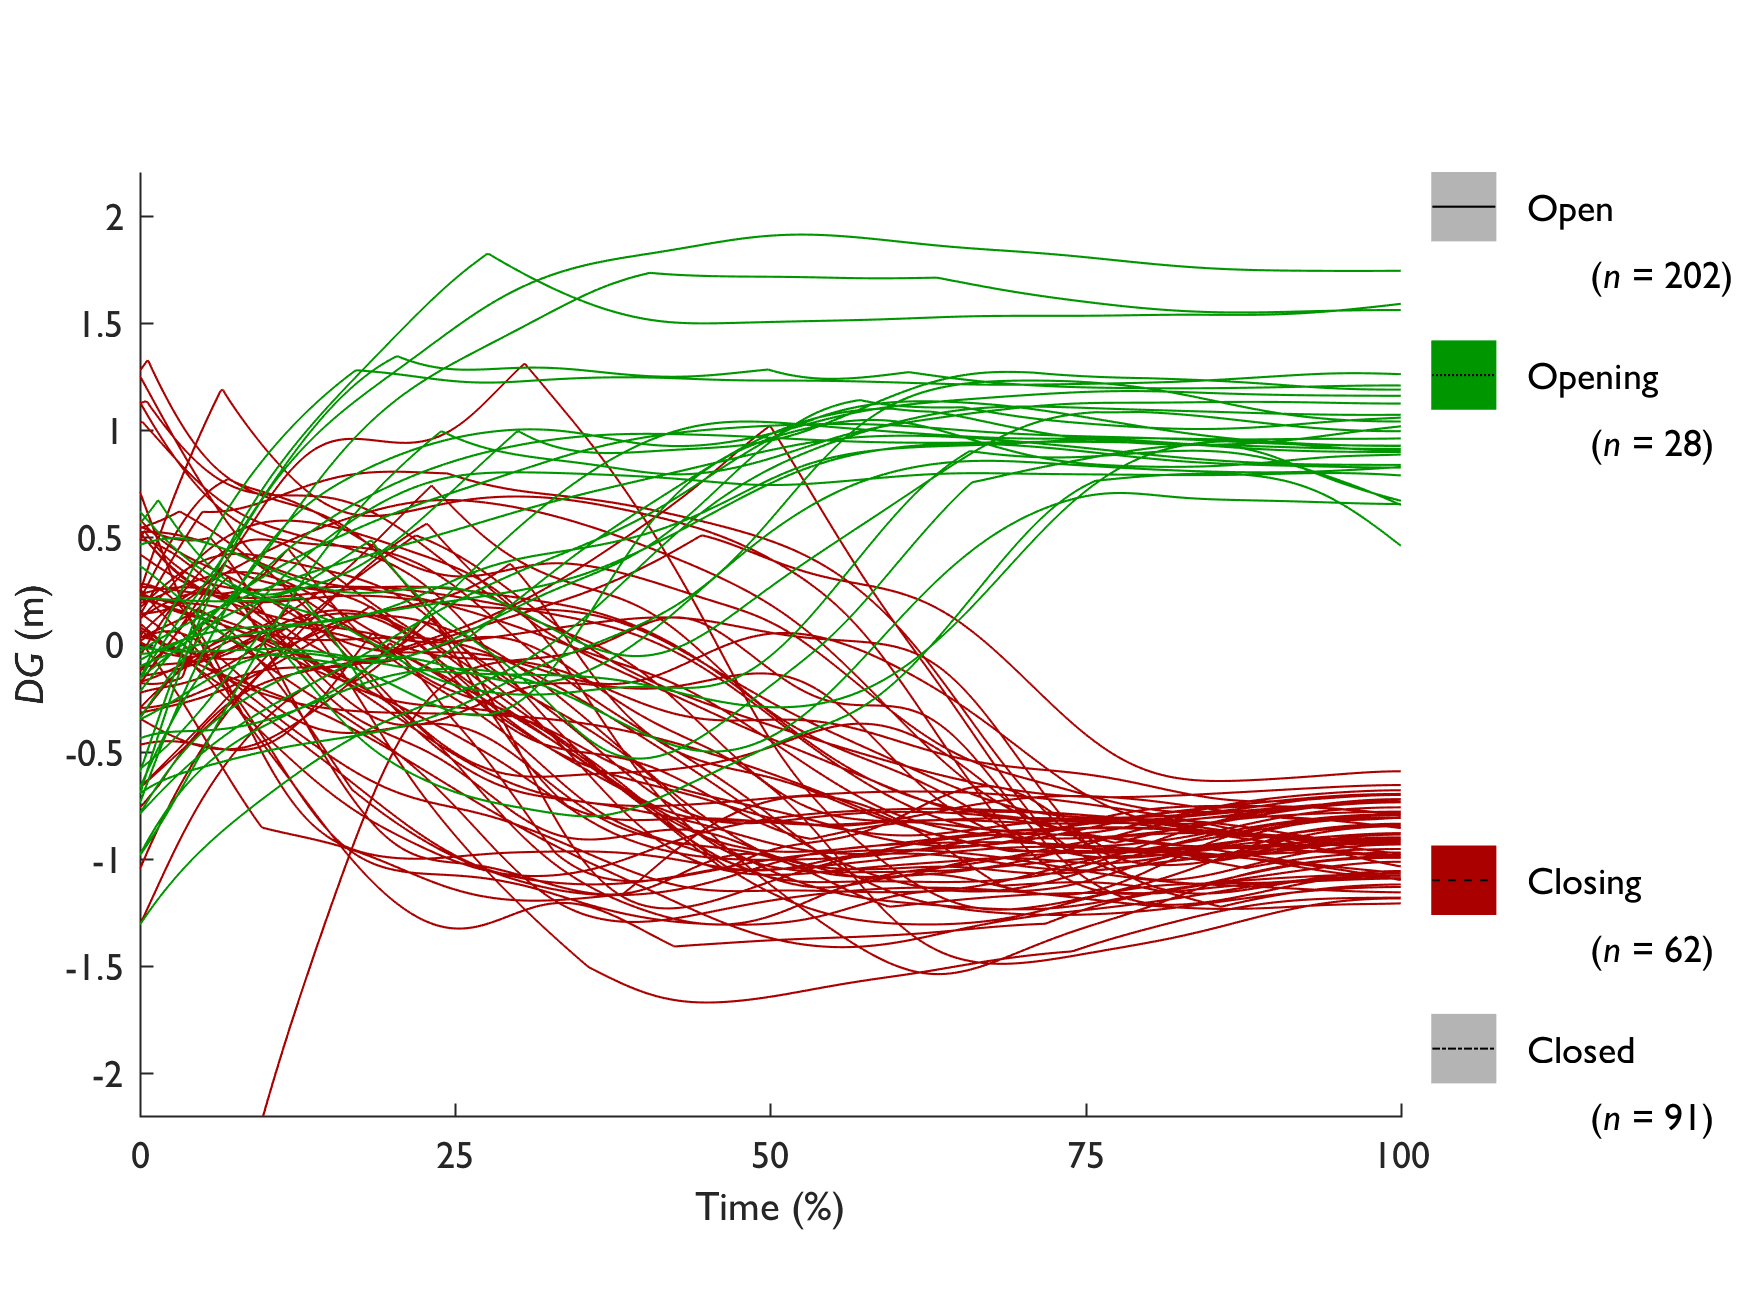 2
1.5
1
0.5
0
-0.5
-1
-1.5
-2
DG (m)
0
25
50
75
100
Time (%)
Open
(n = 202)
Opening
(n = 28)
Closing
(n = 62)
Closed
(n = 91)